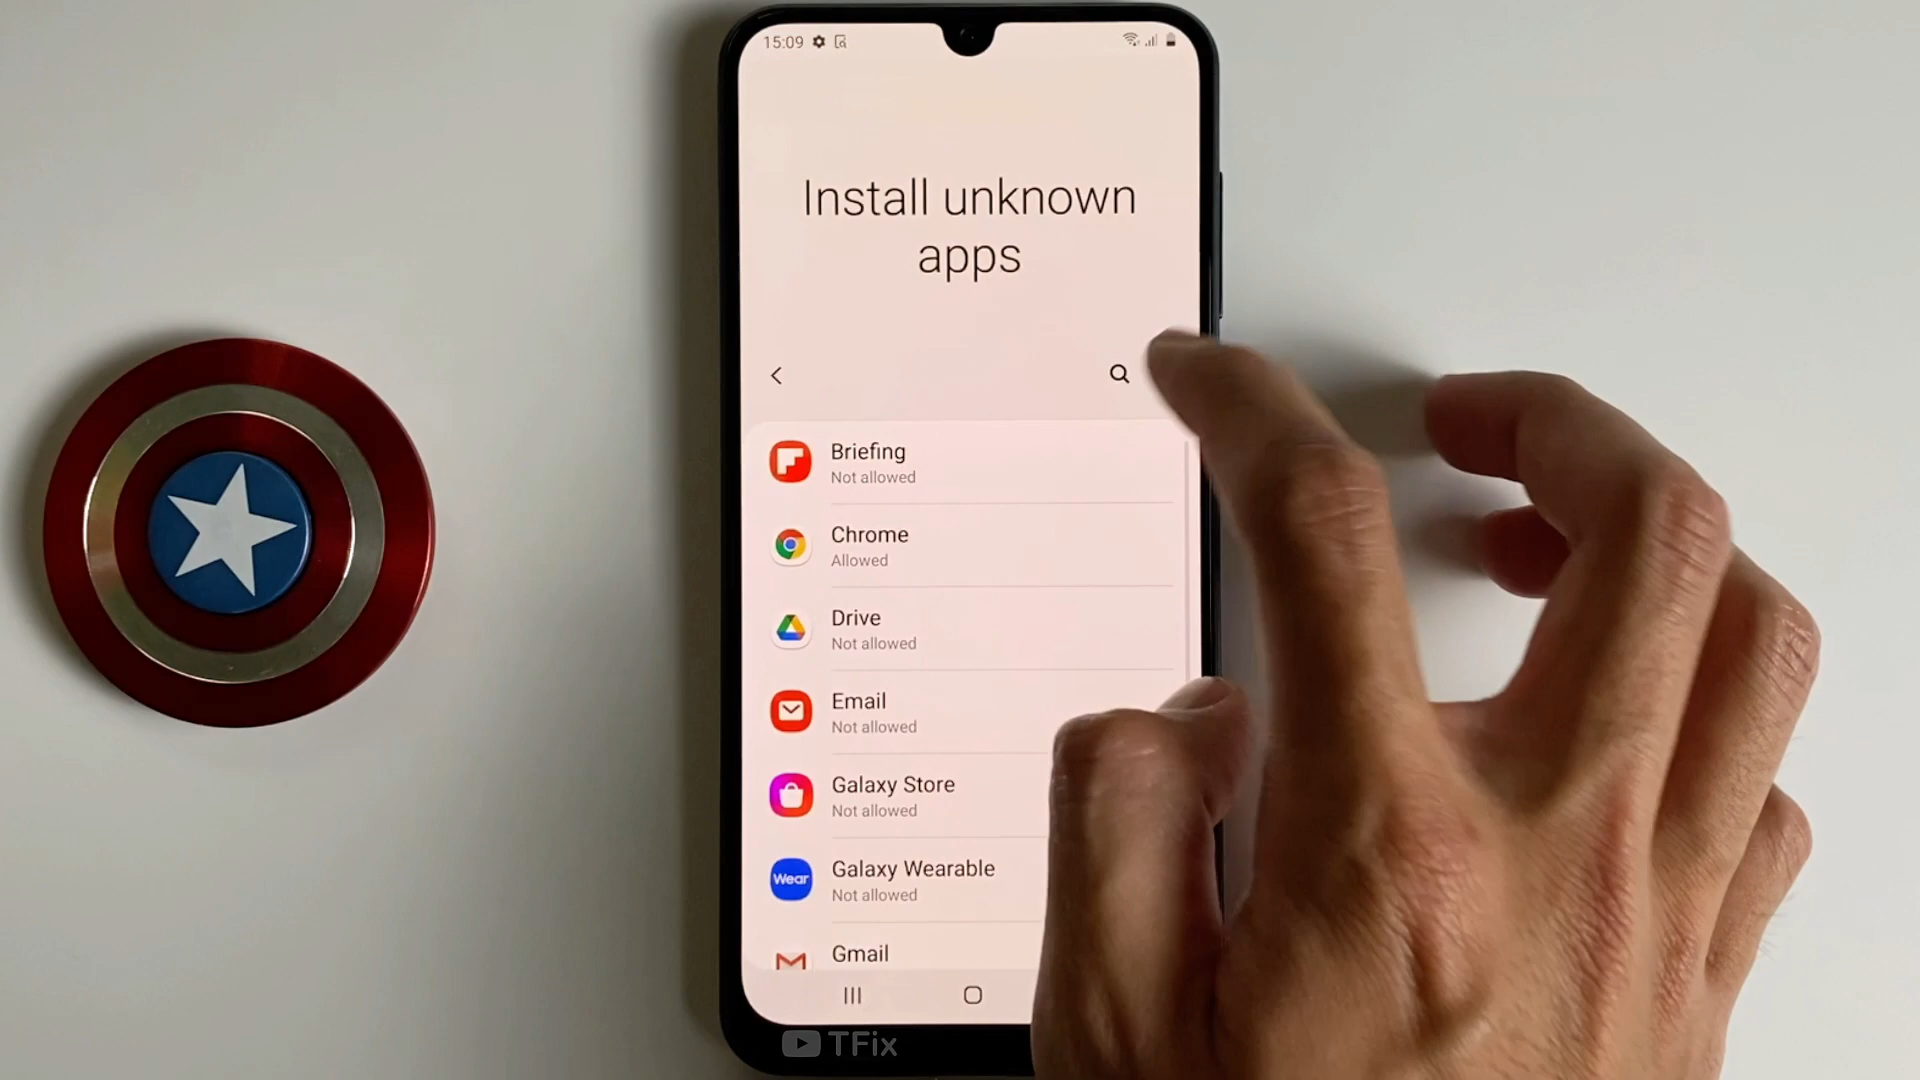 15:09
Install unknown
apps
Briefing
Not allowed
Chrome
Allowed
Drive
Not allowed
Email
Not allowed
Galaxy Store
Not allowed
Wear
Galaxy Wearable
Not allowed
Gmail
TFix